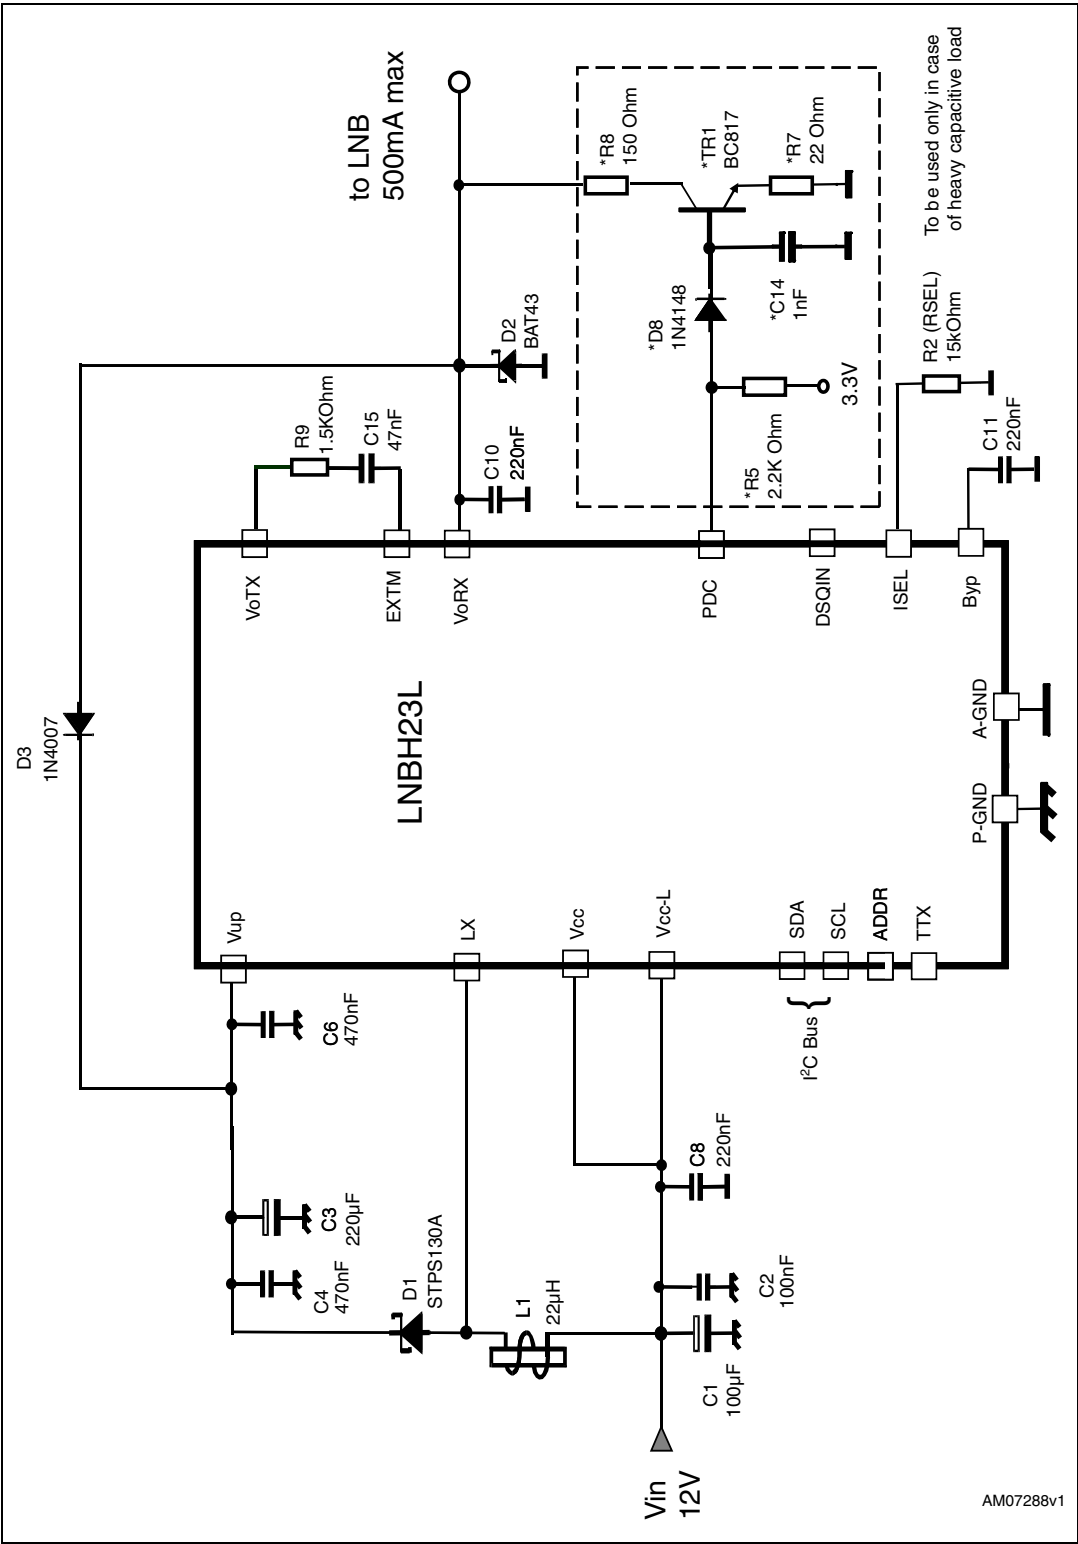 D3
1N4007
Vup
LX
Vcc
Vcc-L
SDA
SCL
ADDR
TTX
I²C Bus
{
P-GND
A-GND
LNBH23L
VoTX
EXTM
VoRX
PDC
DSQIN
ISEL
Byp
C6
470nF
C3
220µF
C4
470nF
D1
STPS130A
L1
22µH
C8
220nF
C2
100nF
C1
100µF
Vin
12V
R9
1.5KOhm
C15
47nF
C10
220nF
D2
BAT43
to LNB
500mA max
*R8
150 Ohm
*TR1
BC817
*R7
22 Ohm
*D8
1N4148
*C14
1nF
*R5
2.2K Ohm
3.3V
R2 (RSEL)
15kOhm
C11
220nF
To be used only in case
of heavy capacitive load
AM07288v1